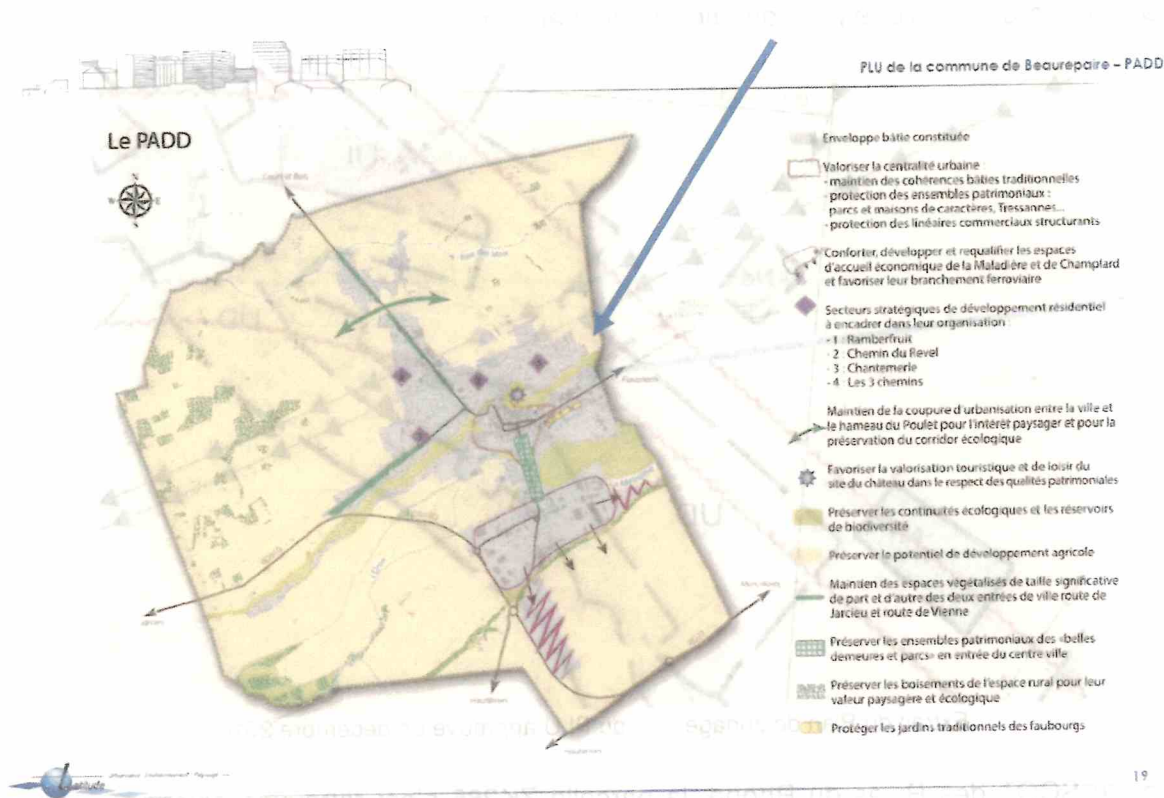 PLU de la commune de Beaurepaire – PADD
Le PADD
N
E
Enveloppe bâtie constituée
Valoriser la centralité urbaine :
- maintien des cohérences bâties traditionnelles
- protection des ensembles patrimoniaux :
parcs et maisons de caractères, Tressannes...
- protection des linéaires commerciaux structurants
Conforter, développer et requalifier les espaces
d'accueil économique de la Maladière et de Champlard
et favoriser leur branchement ferroviaire
Secteurs stratégiques de développement résidentiel
à encadrer dans leur organisation :
- 1 : Ramberfruit
- 2 : Chemin du Revel
- 3 : Chantemerle
- 4 : Les 3 chemins
Maintien de la coupure d'urbanisation entre la ville et
le hameau du Poulet pour l'intérêt paysager et pour la
préservation du corridor écologique
Favoriser la valorisation touristique et de loisir du
site du château dans le respect des qualités patrimoniales
Préserver les continuités écologiques et les réservoirs
de biodiversité
Préserver le potentiel de développement agricole
Maintien des espaces végétalisés de taille significative
de part et d'autre des deux entrées de ville route de
Jarcieu et route de Vienne
Préserver les ensembles patrimoniaux des «belles
demeures et parcs» en entrée du centre ville
Préserver les boisements de l'espace rural pour leur
valeur paysagère et écologique
Protéger les jardins traditionnels des faubourgs
Latitude
19